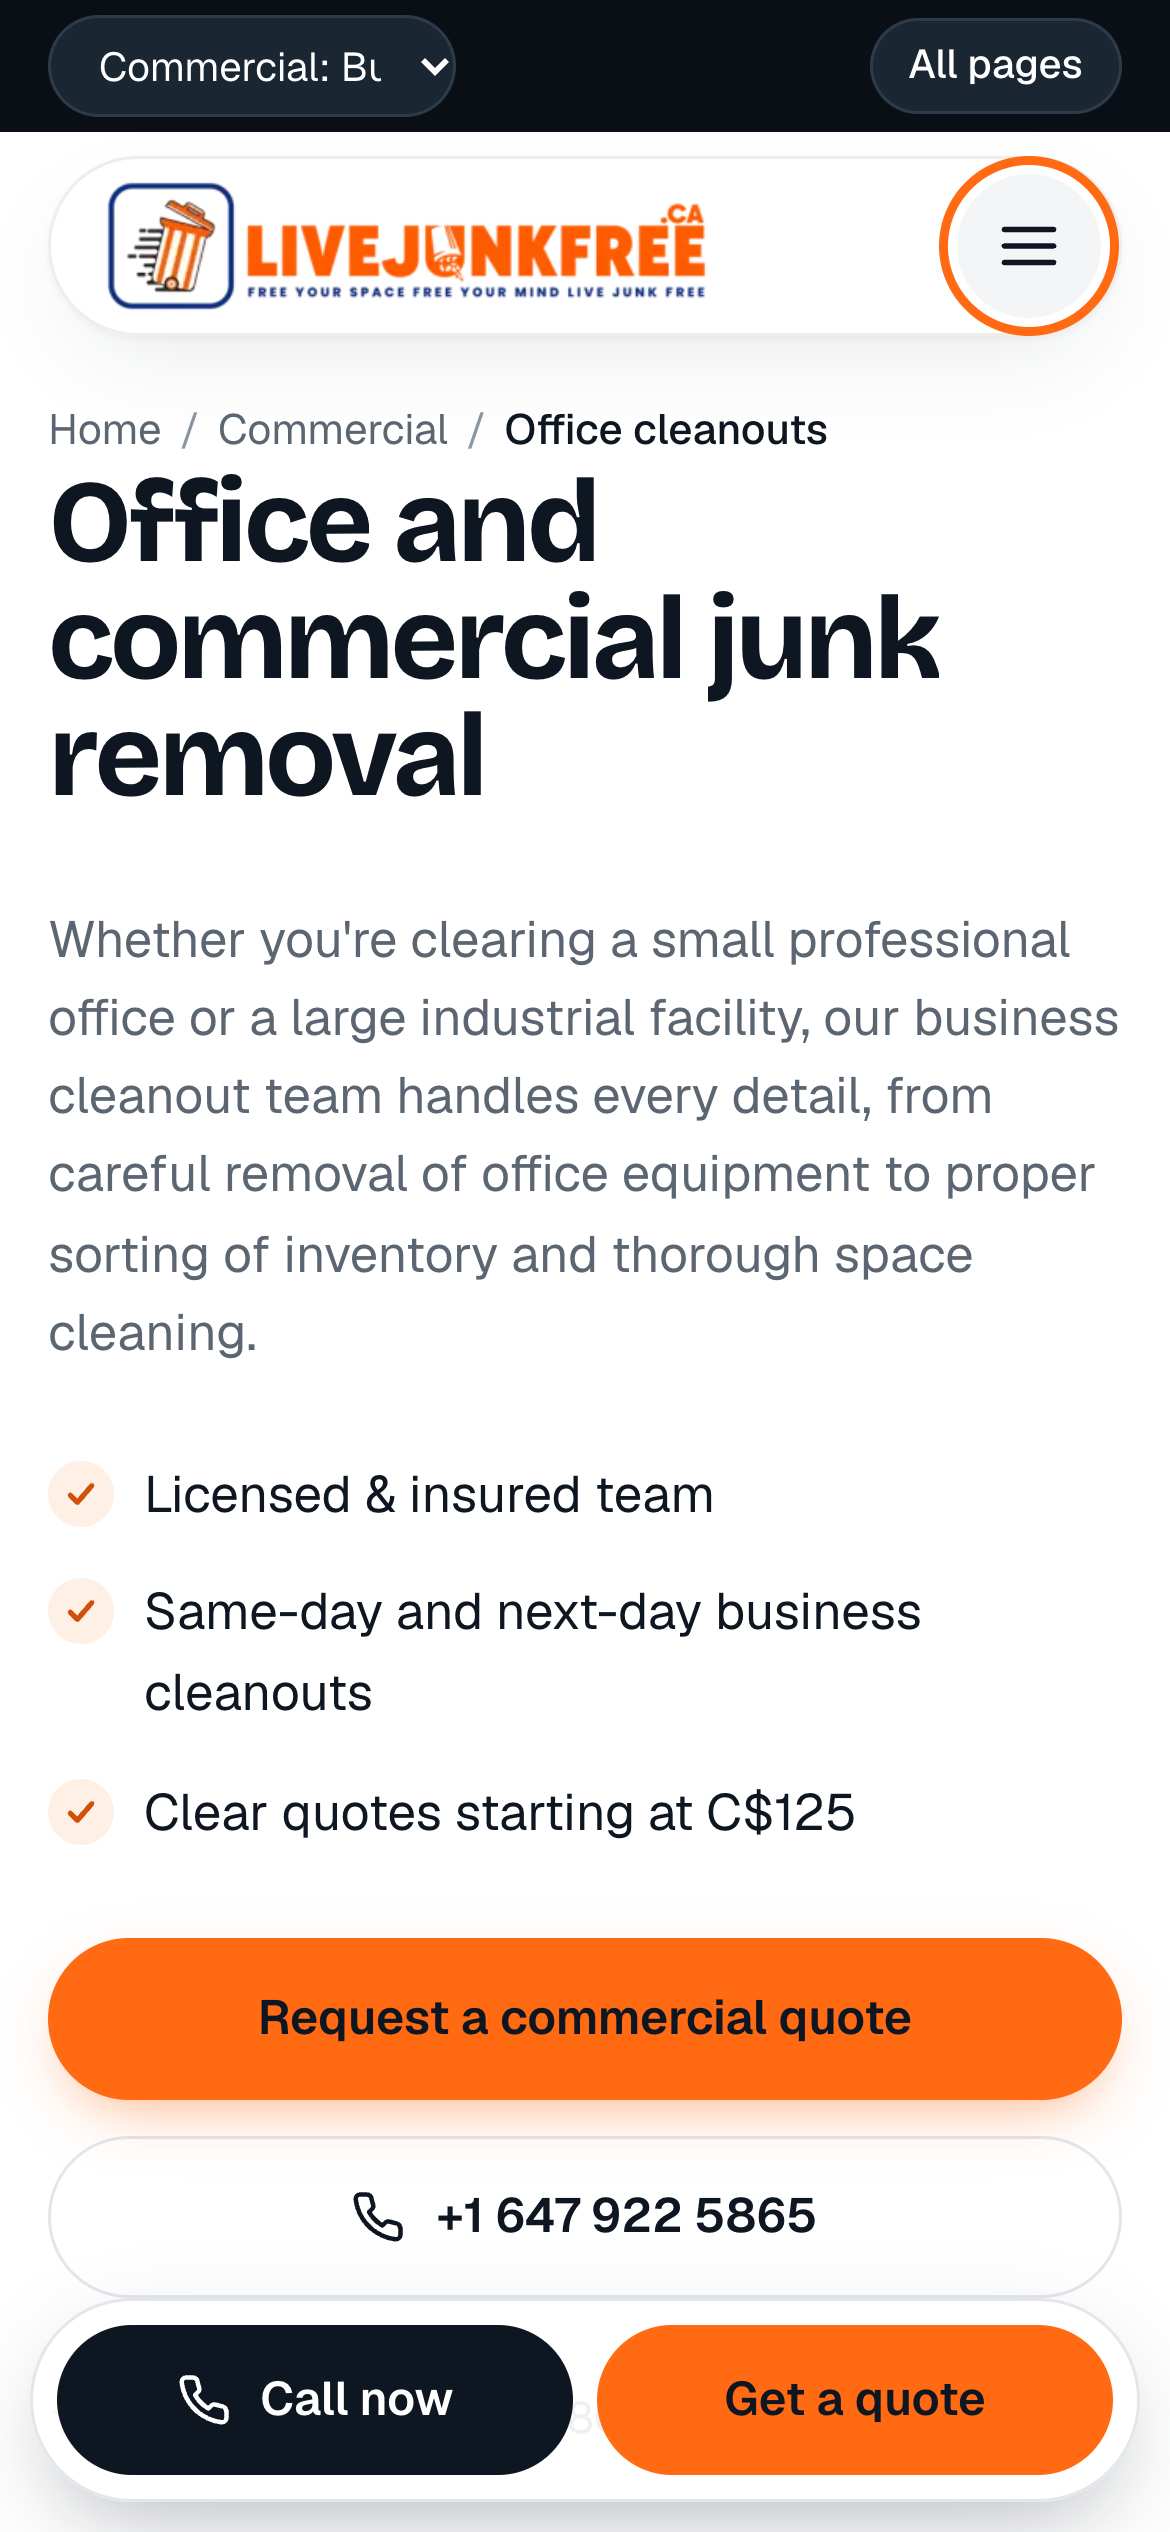 Commercial: Bu
All pages
LIVEJUNKFREE.CA
FREE YOUR SPACE FREE YOUR MIND LIVE JUNK FREE
Home / Commercial / Office cleanouts
Office and
commercial junk
removal
Whether you're clearing a small professional
office or a large industrial facility, our business
cleanout team handles every detail, from
careful removal of office equipment to proper
sorting of inventory and thorough space
cleaning.
Licensed & insured team
Same-day and next-day business
cleanouts
Clear quotes starting at C$125
Request a commercial quote
+1 647 922 5865
Call now
Get a quote